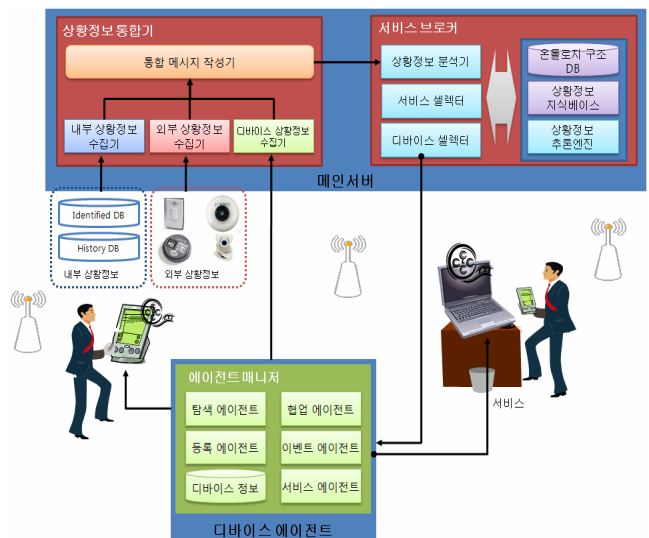 상황정보 통합기
통합 메시지 작성기
내부 상황정보
수집기
외부 상황정보
수집기
디바이스 상황정보
수집기
서비스 브로커
상황정보 분석기
서비스 셀렉터
디바이스 셀렉터
온톨로지 구조
DB
상황정보
지식베이스
상황정보
추론엔진
메인서버
Identified DB
History DB
내부 상황정보
외부 상황정보
서비스
에이전트매니저
탐색 에이전트
협업 에이전트
등록 에이전트
이벤트 에이전트
디바이스 정보
서비스 에이전트
디바이스 에이전트